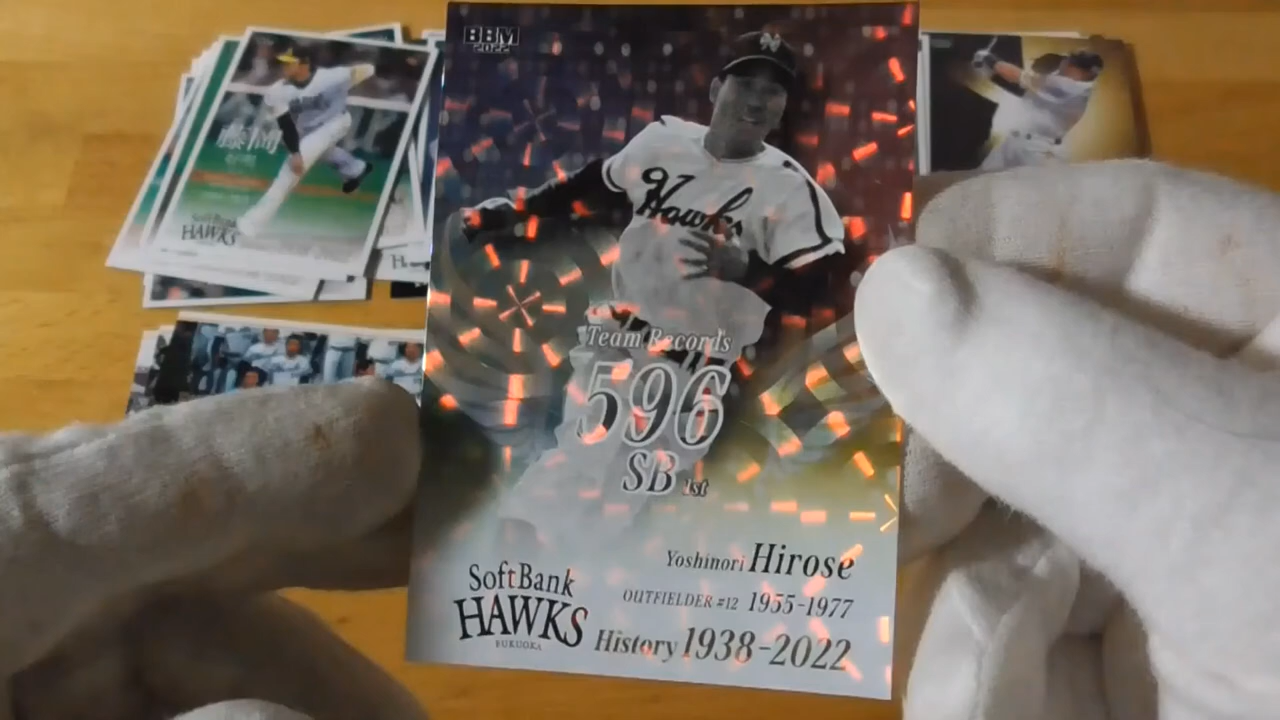 BBM
2022
Hawks
Team Records
596
SB 1st
Yoshinori Hirose
OUTFIELDER #12 1955-1977
History 1938-2022
SoftBank
HAWKS
FUKUOKA
SoftBank
HAWKS